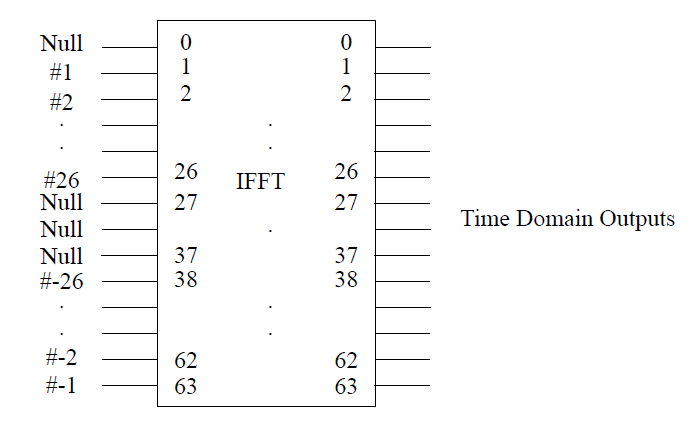 Null 0 0
#1 1 1
#2 2 2
. .
. .
#26 26 IFFT 26
Null 27 27
Null . Time Domain Outputs
Null 37 37
#-26 38 38
. .
. .
#-2 62 62
#-1 63 63